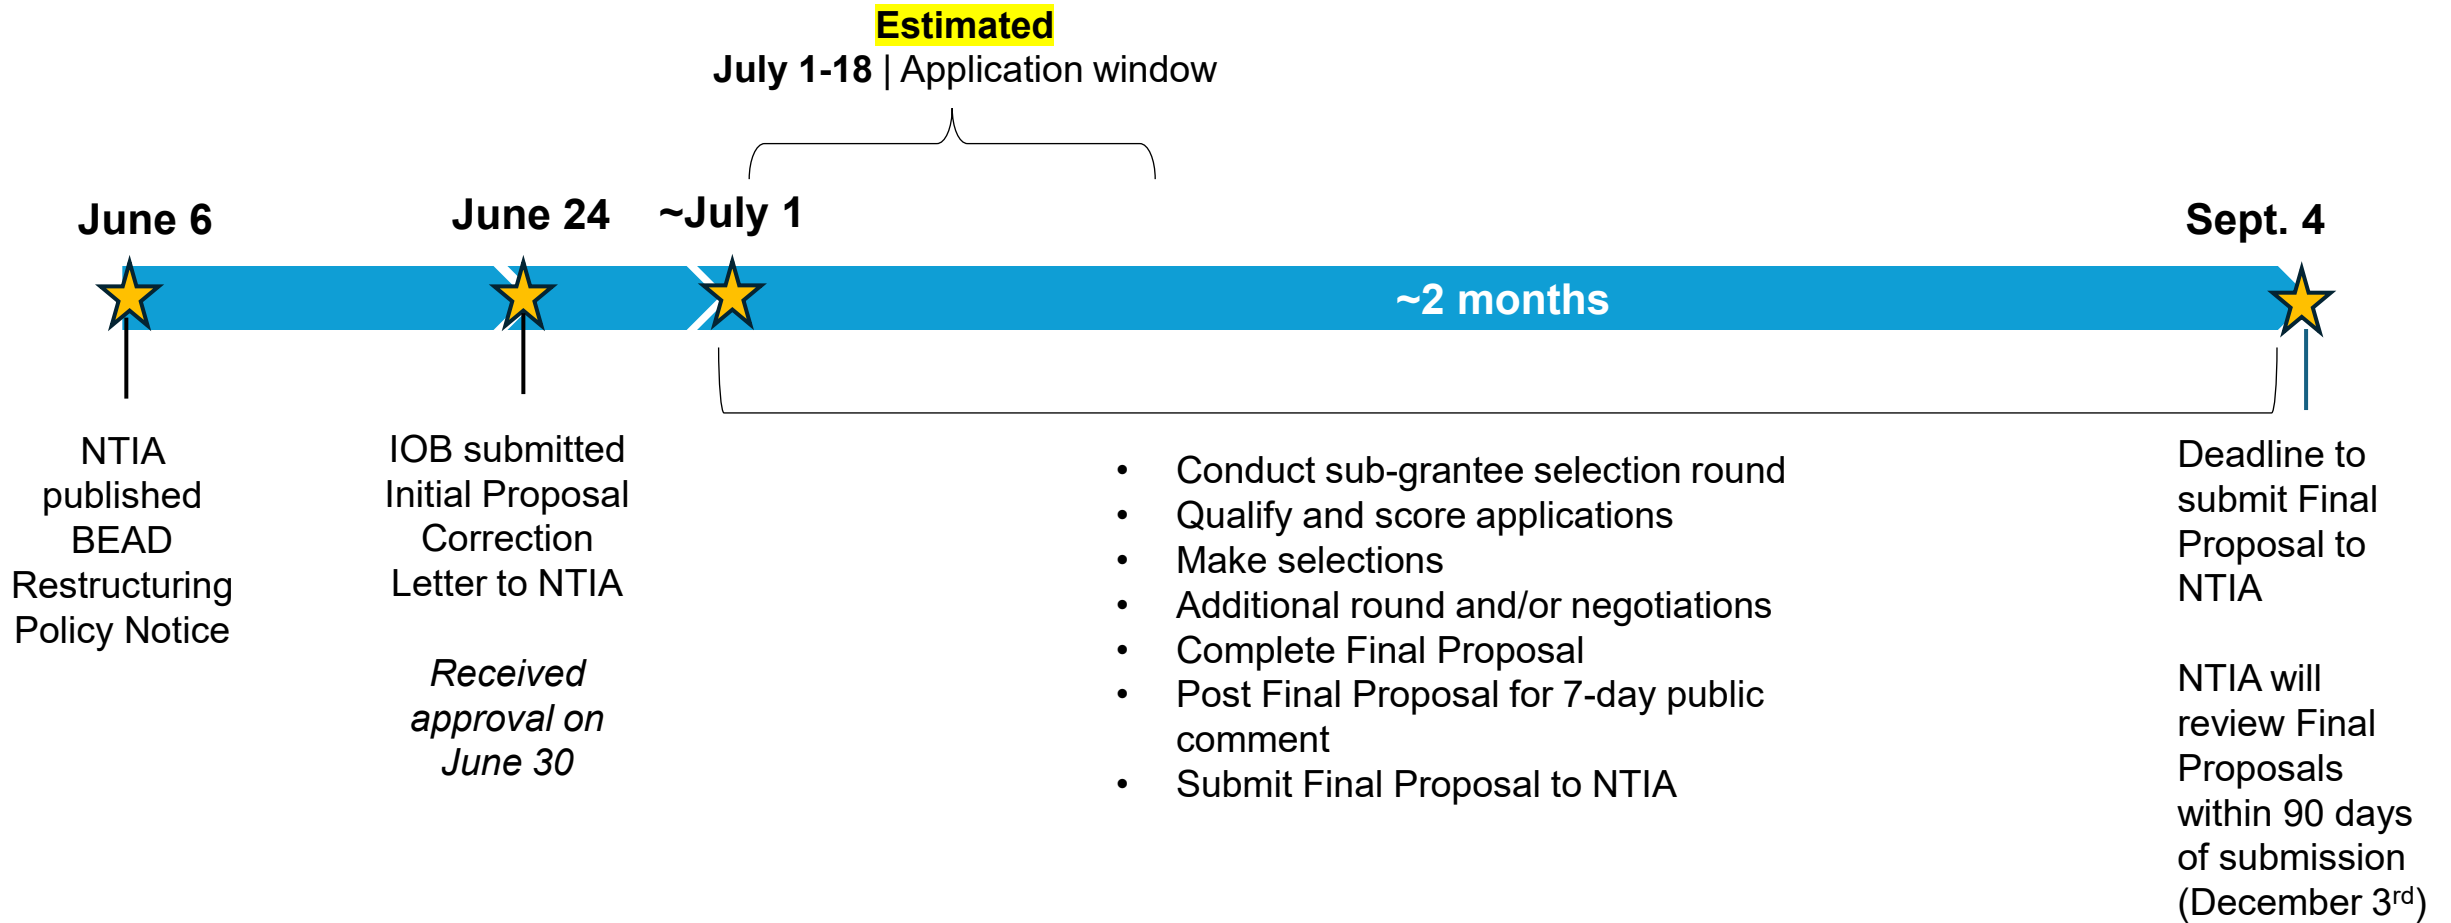 Estimated
July 1-18 | Application window
June 6
June 24
~July 1
Sept. 4
~2 months
NTIA
published
BEAD
Restructuring
Policy Notice
IOB submitted
Initial Proposal
Correction
Letter to NTIA
Received
approval on
June 30
• Conduct sub-grantee selection round
• Qualify and score applications
• Make selections
• Additional round and/or negotiations
• Complete Final Proposal
• Post Final Proposal for 7-day public
comment
• Submit Final Proposal to NTIA
Deadline to
submit Final
Proposal to
NTIA
NTIA will
review Final
Proposals
within 90 days
of submission
(December 3rd)